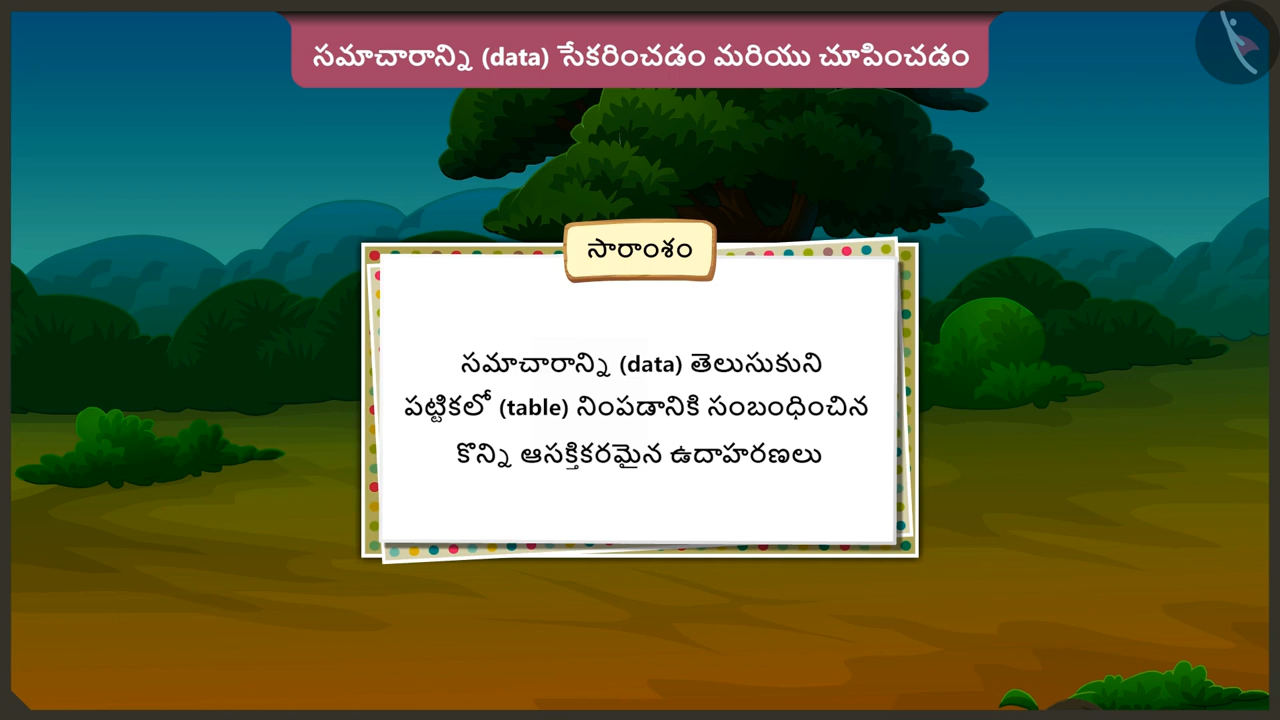 సమాచారాన్ని (data) సేకరించడం మరియు చూపించడం
సారాంశం
సమాచారాన్ని (data) తెలుసుకుని
పట్టికలో (table) నింపడానికి సంబంధించిన
కొన్ని ఆసక్తికరమైన ఉదాహరణలు